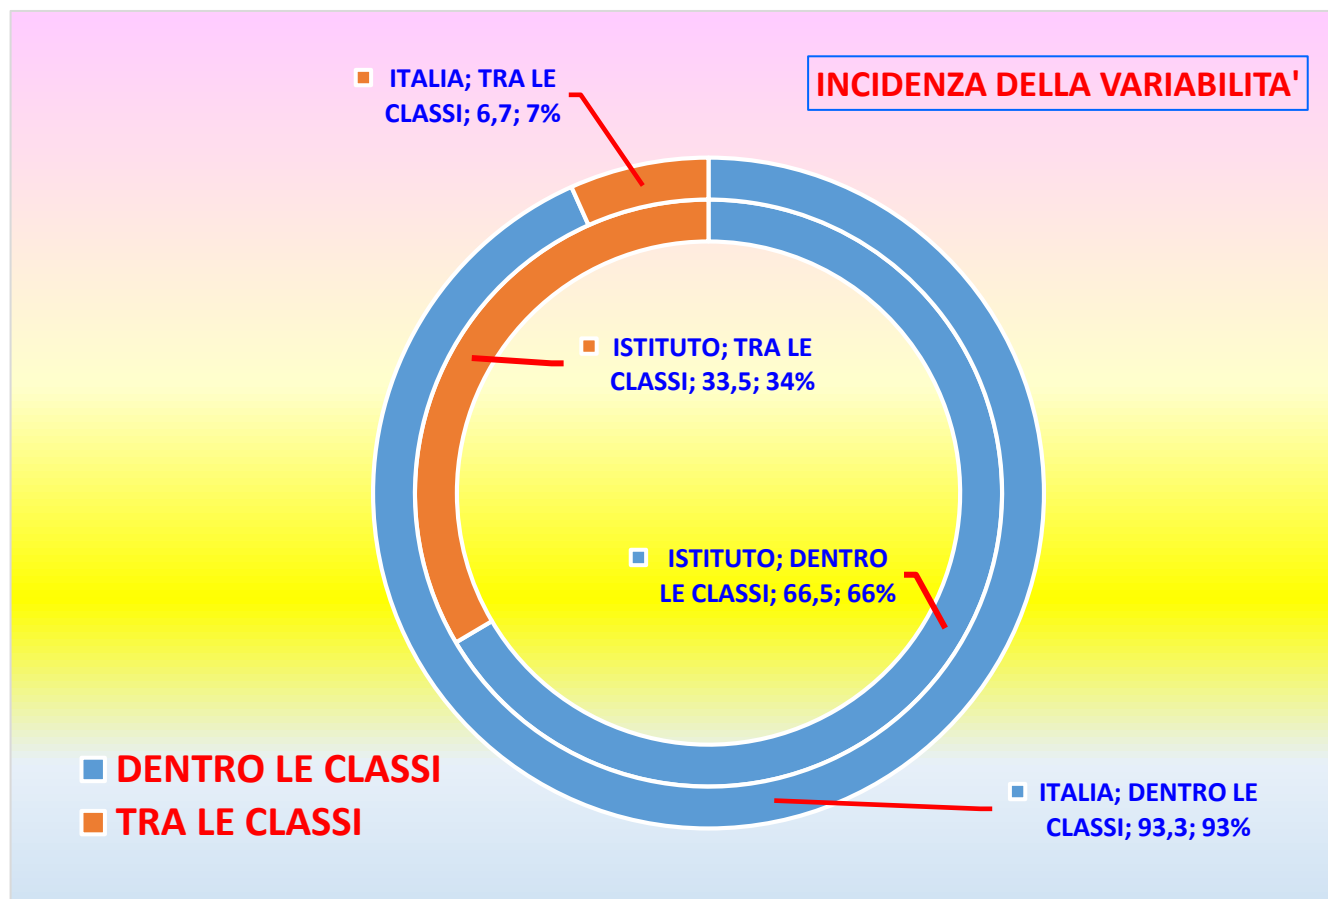 ITALIA; TRA LE
CLASSI; 6,7; 7%
INCIDENZA DELLA VARIABILITA'
ISTITUTO; TRA LE
CLASSI; 33,5; 34%
ISTITUTO; DENTRO
LE CLASSI; 66,5; 66%
DENTRO LE CLASSI
TRA LE CLASSI
ITALIA; DENTRO LE
CLASSI; 93,3; 93%